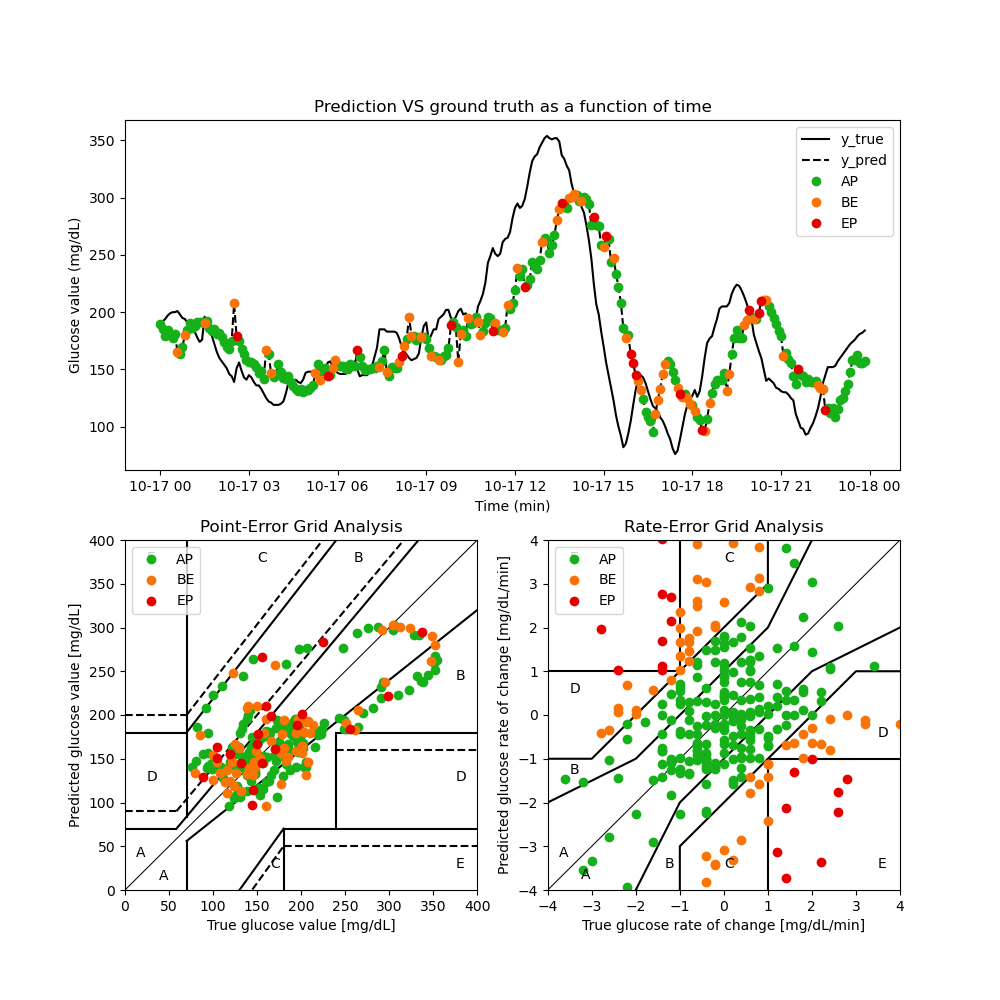 Prediction VS ground truth as a function of time
Glucose value (mg/dL)
350
300
250
200
150
100
y_true
y_pred
AP
BE
EP
10-17 00 10-17 03 10-17 06 10-17 09 10-17 12 10-17 15 10-17 18 10-17 21 10-18 00
Time (min)
Point-Error Grid Analysis
Predicted glucose value [mg/dL]
400
350
300
250
200
150
100
50
0
AP
BE
EP
C
B
B
D
D
A
A
C
E
0 50 100 150 200 250 300 350 400
True glucose value [mg/dL]
Rate-Error Grid Analysis
Predicted glucose rate of change [mg/dL/min]
4
3
2
1
0
−1
−2
−3
−4
AP
BE
EP
C
D
D
B
A
A
B
C
E
−4 −3 −2 −1 0 1 2 3 4
True glucose rate of change [mg/dL/min]